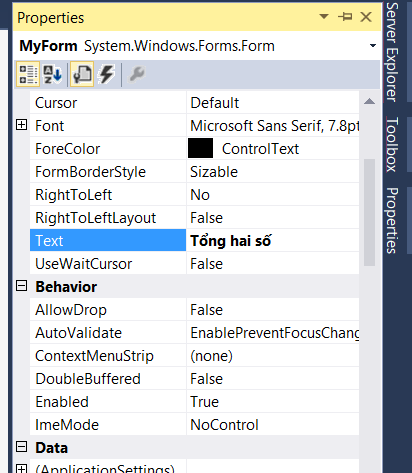 Properties
MyForm System.Windows.Forms.Form
Cursor Default
Font Microsoft Sans Serif, 7.8pt
ForeColor ControlText
FormBorderStyle Sizable
RightToLeft No
RightToLeftLayout False
Text Tổng hai số
UseWaitCursor False
Behavior
AllowDrop False
AutoValidate EnablePreventFocusChang
ContextMenuStrip (none)
DoubleBuffered False
Enabled True
ImeMode NoControl
Data
(ApplicationSettings)
Server Explorer
Toolbox
Properties